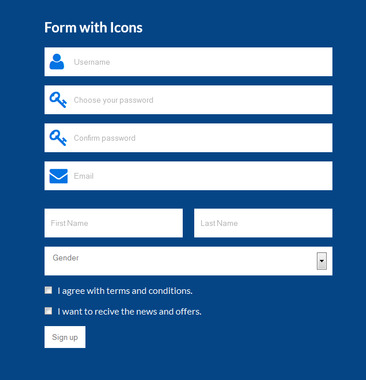 Form with Icons
Username
Choose your password
Confirm password
Email
First Name Last Name
Gender
I agree with terms and conditions.
I want to recive the news and offers.
Sign up